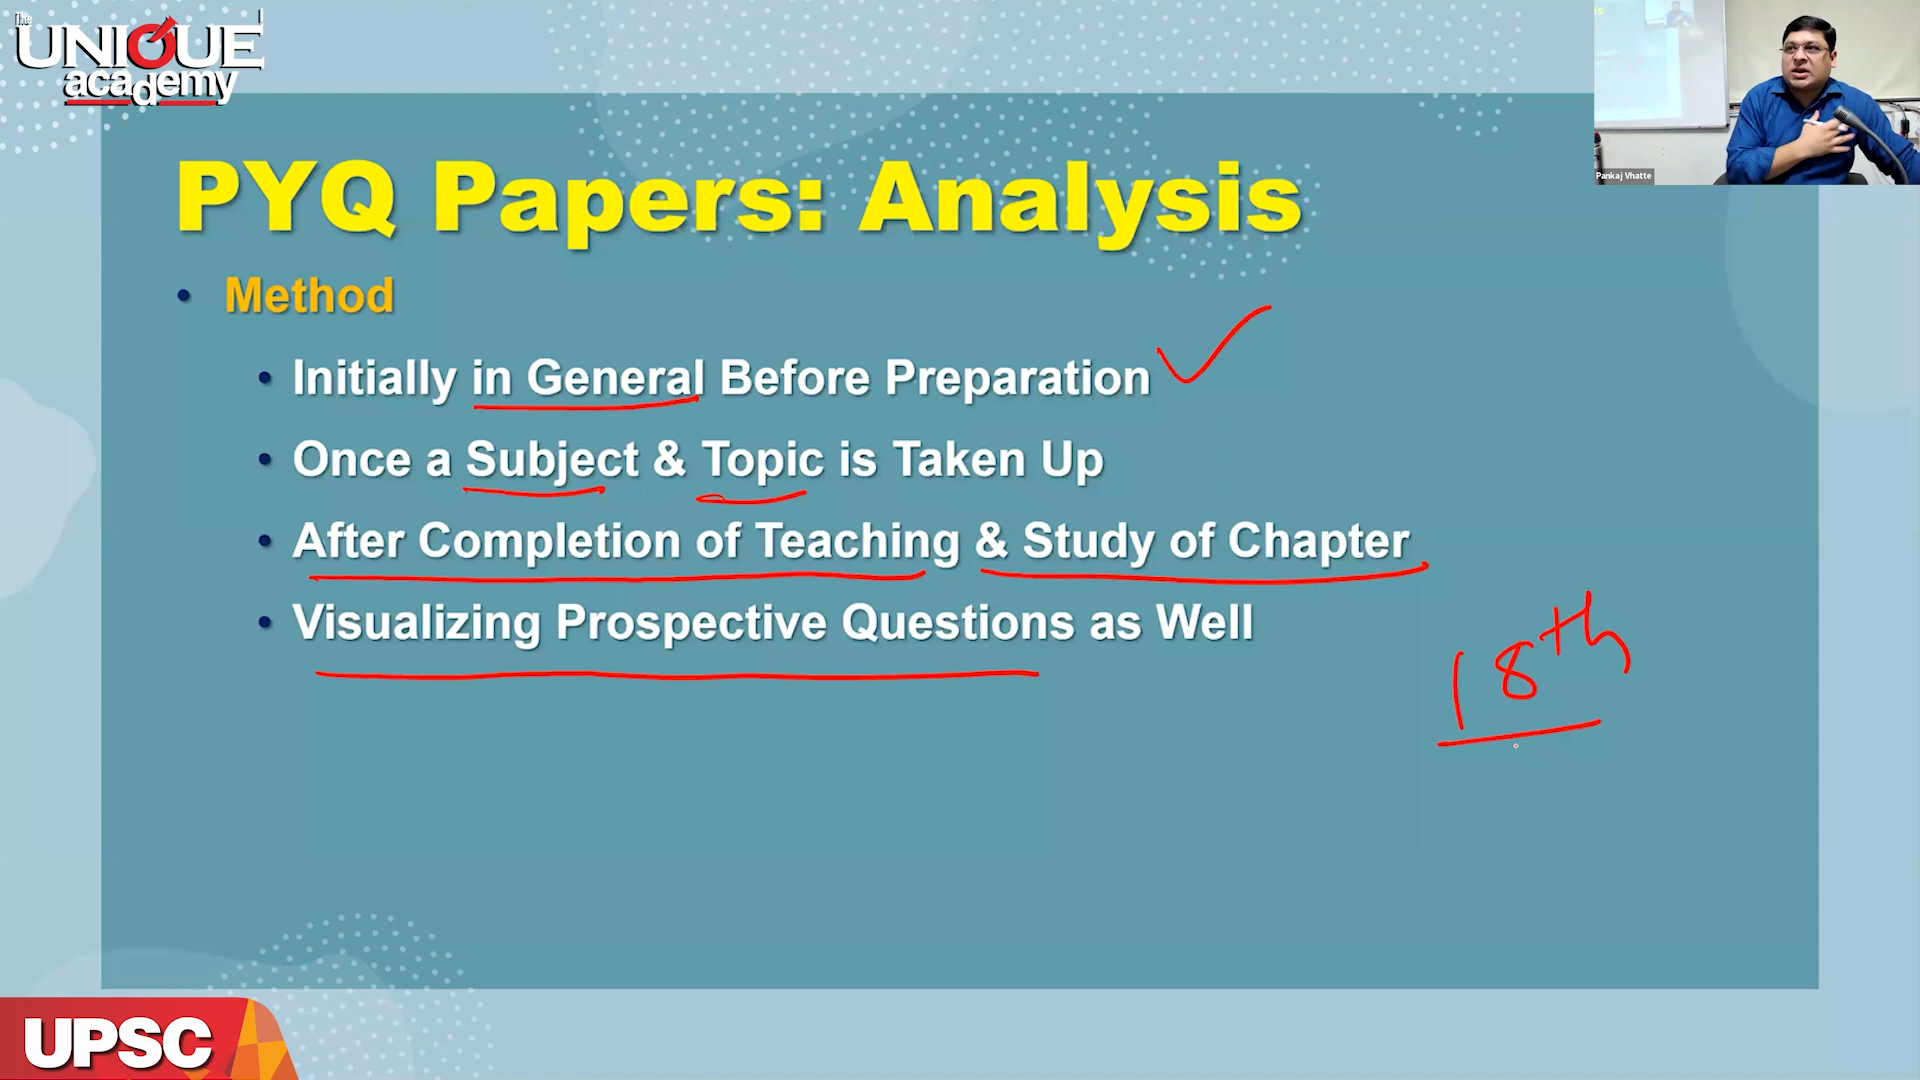 The
UNIQUE
academy
Pankaj Vhatte
PYQ Papers: Analysis
• Method
• Initially in General Before Preparation
• Once a Subject & Topic is Taken Up
• After Completion of Teaching & Study of Chapter
• Visualizing Prospective Questions as Well
18th
UPSC